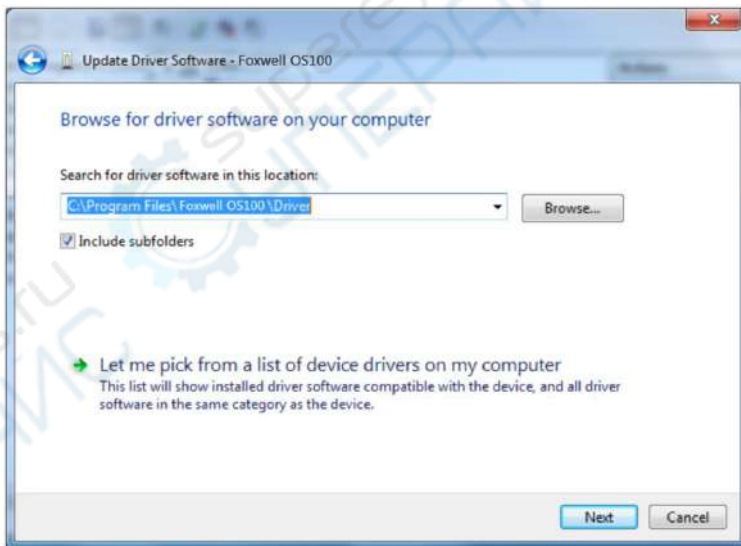 Update Driver Software - Foxwell OS100
Browse for driver software on your computer
Search for driver software in this location:
C:\Program Files\Foxwell OS100\Driver
Browse...
Include subfolders
Let me pick from a list of device drivers on my computer
This list will show installed driver software compatible with the device, and all driver
software in the same category as the device.
Next
Cancel